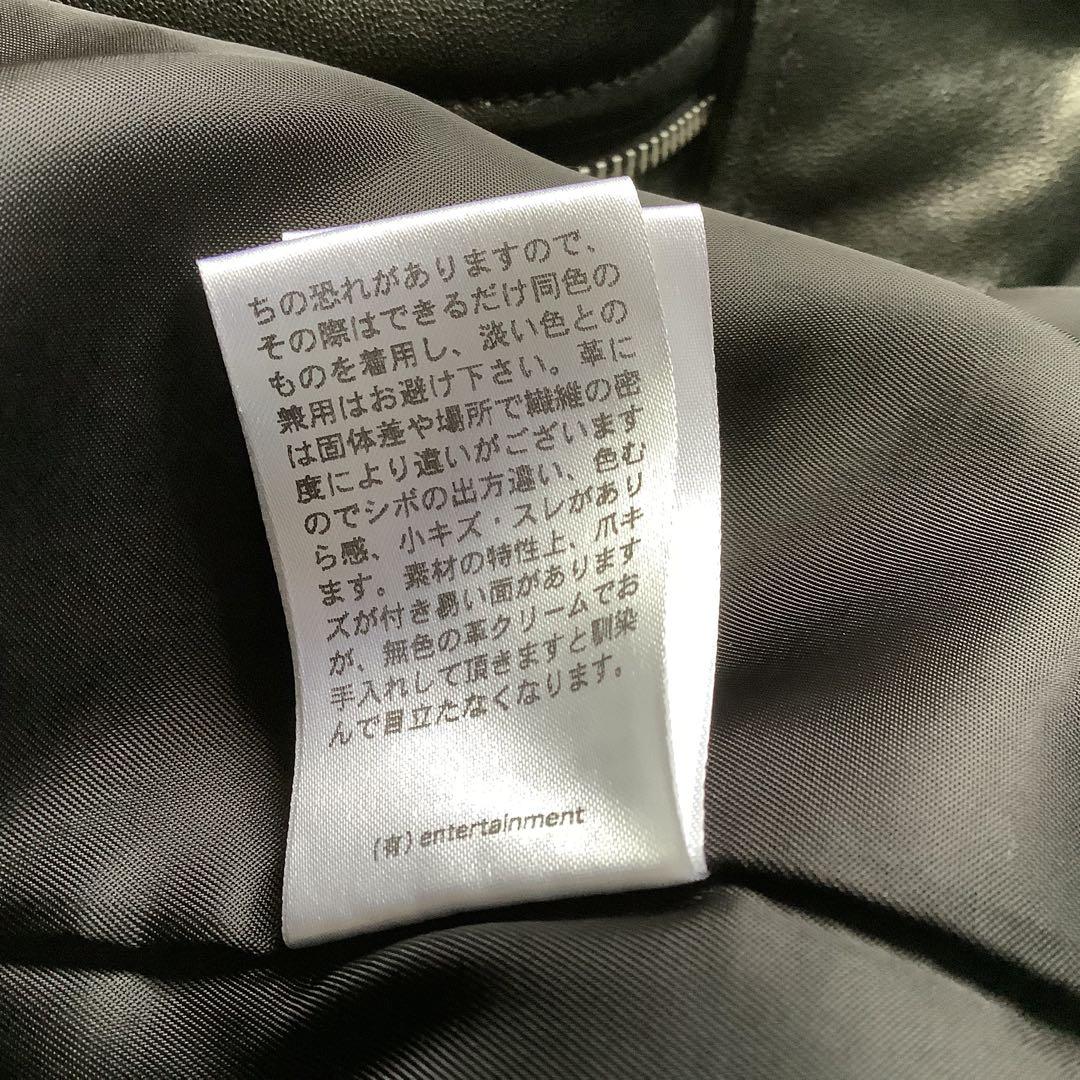 ちの恐れがありますので、
その際はできるだけ同色の
ものを着用し、淡い色との
兼用はお避け下さい。革に
は固体差や場所で繊維の密
度により違いがございます
のでシボの出方違い、色む
ら感、小キズ・スレがあり
ます。素材の特性上、爪キ
ズが付き易い面があります
が、無色の革クリームでお
手入れして頂きますと馴染
んで目立たなくなります。
(有) entertainment